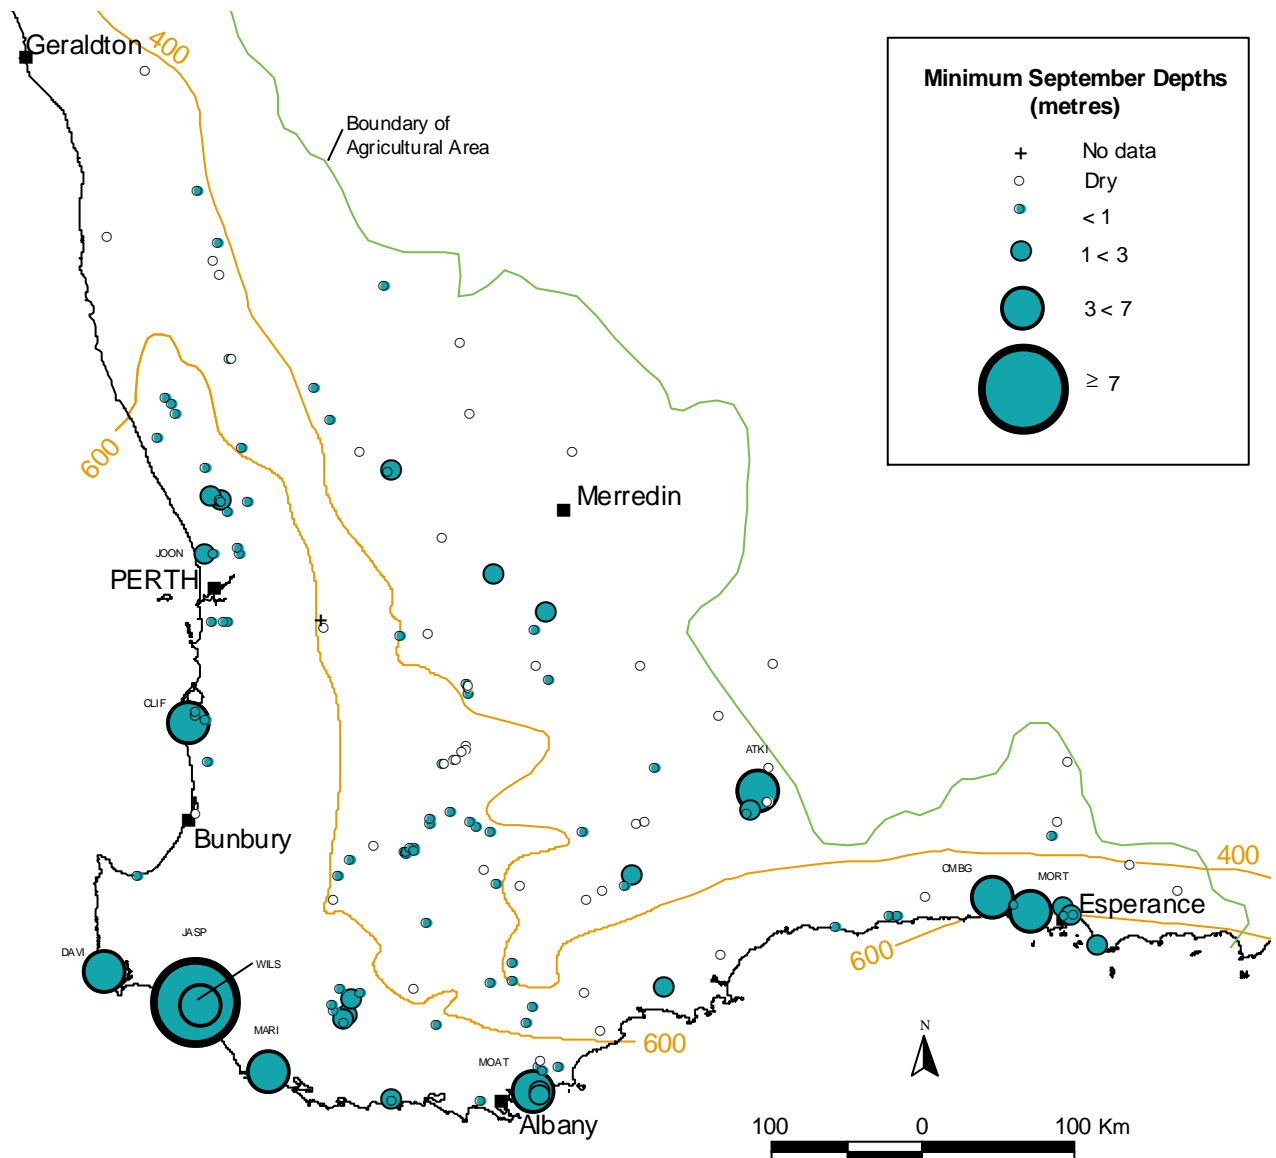 Geraldton
400
Boundary of
Agricultural Area
Minimum September Depths
(metres)
No data
Dry
< 1
1 < 3
3 < 7
≥ 7
600
Merredin
JOON
PERTH
CLIF
ATKI
Bunbury
400
CMBG
MORT
Esperance
JASP
DAVI
WILS
600
MARI
600
N
MOAT
Albany
100 0 100 Km